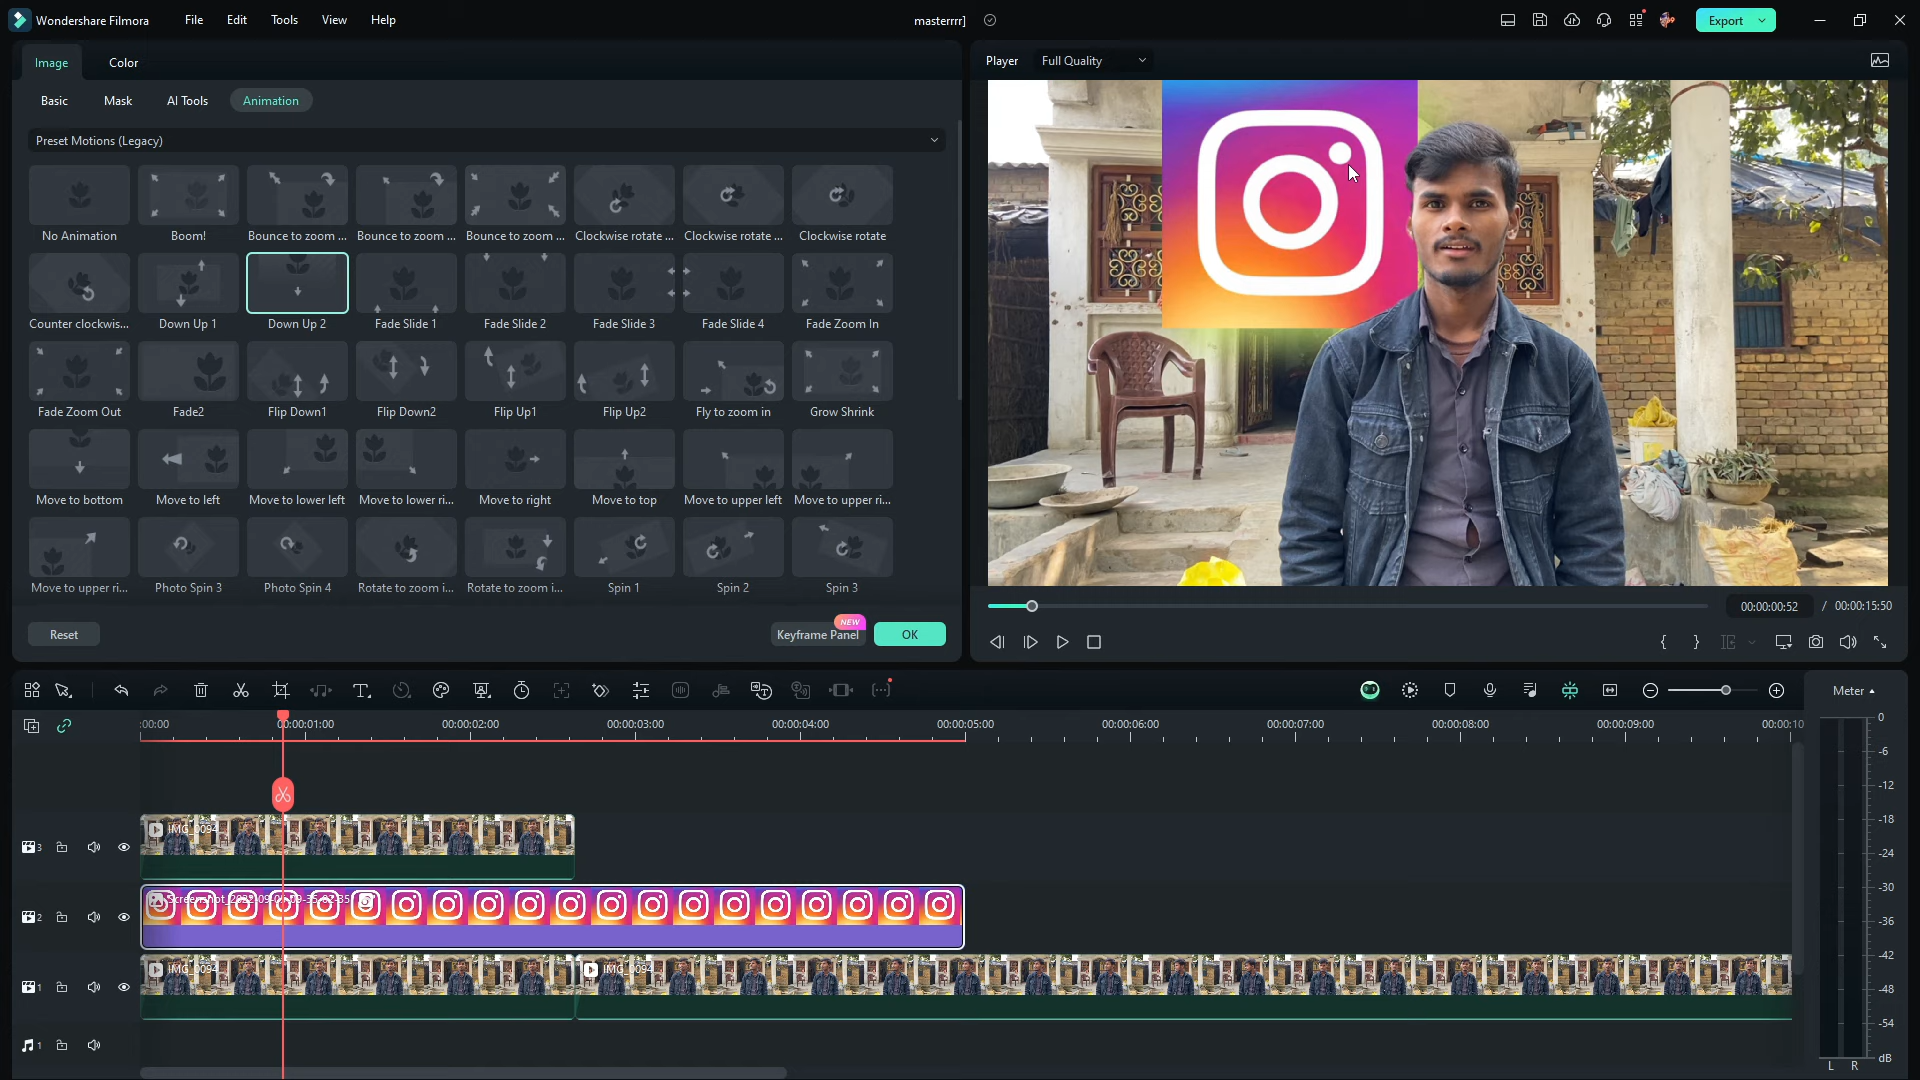 Wondershare Filmora
File
Edit
Tools
View
Help
masterrrr]
Export
Image
Color
Player
Full Quality
Basic
Mask
AI Tools
Animation
Preset Motions (Legacy)
No Animation
Boom!
Bounce to zoom ...
Bounce to zoom ...
Bounce to zoom ...
Clockwise rotate ...
Clockwise rotate ...
Clockwise rotate
Counter clockwis...
Down Up 1
Down Up 2
Fade Slide 1
Fade Slide 2
Fade Slide 3
Fade Slide 4
Fade Zoom In
Fade Zoom Out
Fade2
Flip Down1
Flip Down2
Flip Up1
Flip Up2
Fly to zoom in
Grow Shrink
Move to bottom
Move to left
Move to lower left
Move to lower ri...
Move to right
Move to top
Move to upper left
Move to upper ri...
Move to upper ri...
Photo Spin 3
Photo Spin 4
Rotate to zoom i...
Rotate to zoom i...
Spin 1
Spin 2
Spin 3
00:00:00:52 / 00:00:15:50
Reset
NEW
Keyframe Panel
OK
Meter
:00:00
00:00:01:00
00:00:02:00
00:00:03:00
00:00:04:00
00:00:05:00
00:00:06:00
00:00:07:00
00:00:08:00
00:00:09:00
00:00:10
0
-6
-12
-18
-24
-30
-36
-42
-48
-54
dB
L R
IMG_0094
3
2
IMG_0094
IMG_0094
1
1